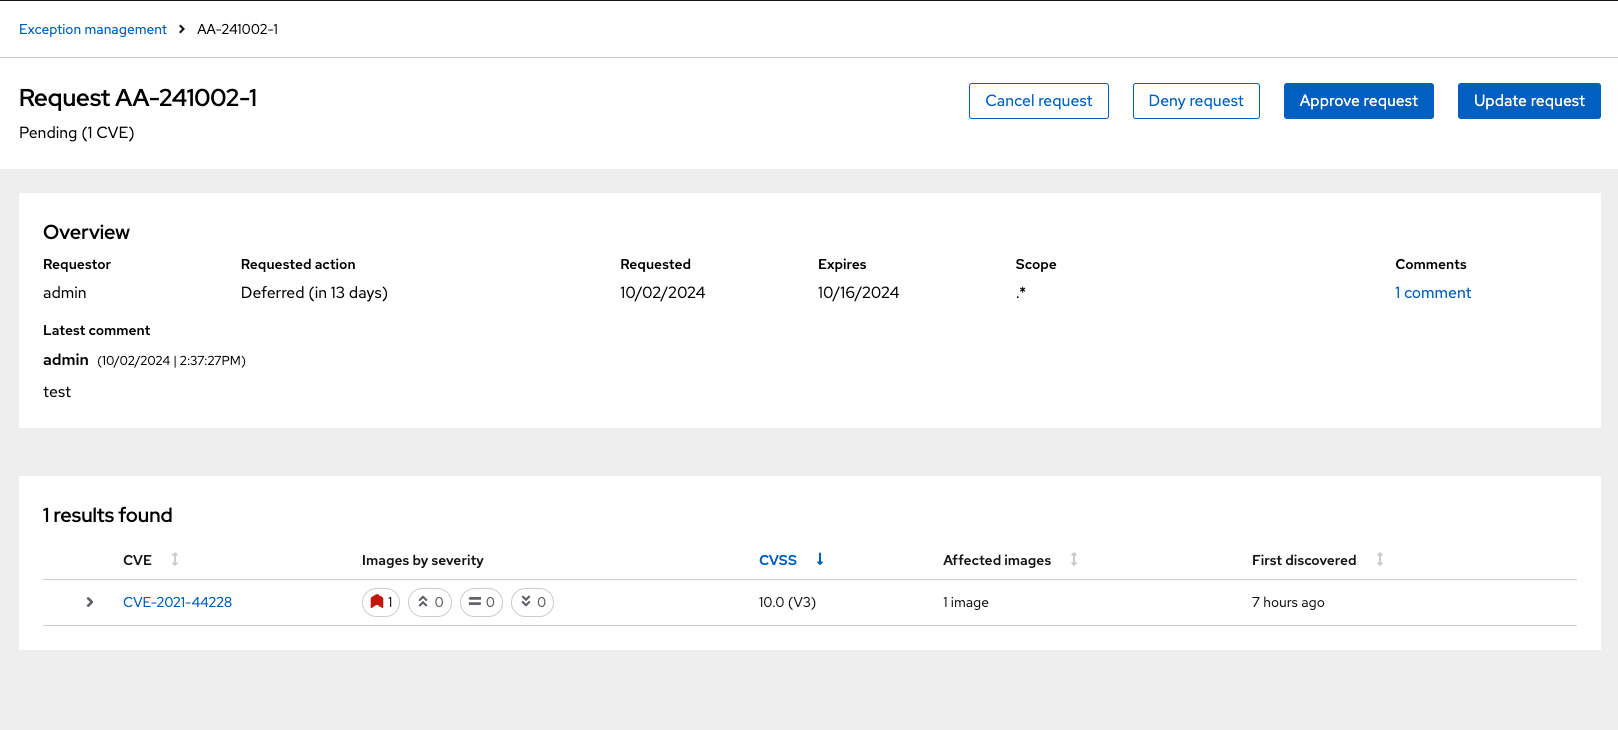 Exception management > AA-241002-1
Request AA-241002-1
Cancel request Deny request Approve request Update request
Pending (1 CVE)
Overview
Requestor Requested action Requested Expires Scope Comments
admin Deferred (in 13 days) 10/02/2024 10/16/2024 .* 1 comment
Latest comment
admin (10/02/2024 | 2:37:27PM)
test
1 results found
CVE Images by severity CVSS Affected images First discovered
CVE-2021-44228 1 0 0 0 10.0 (V3) 1 image 7 hours ago